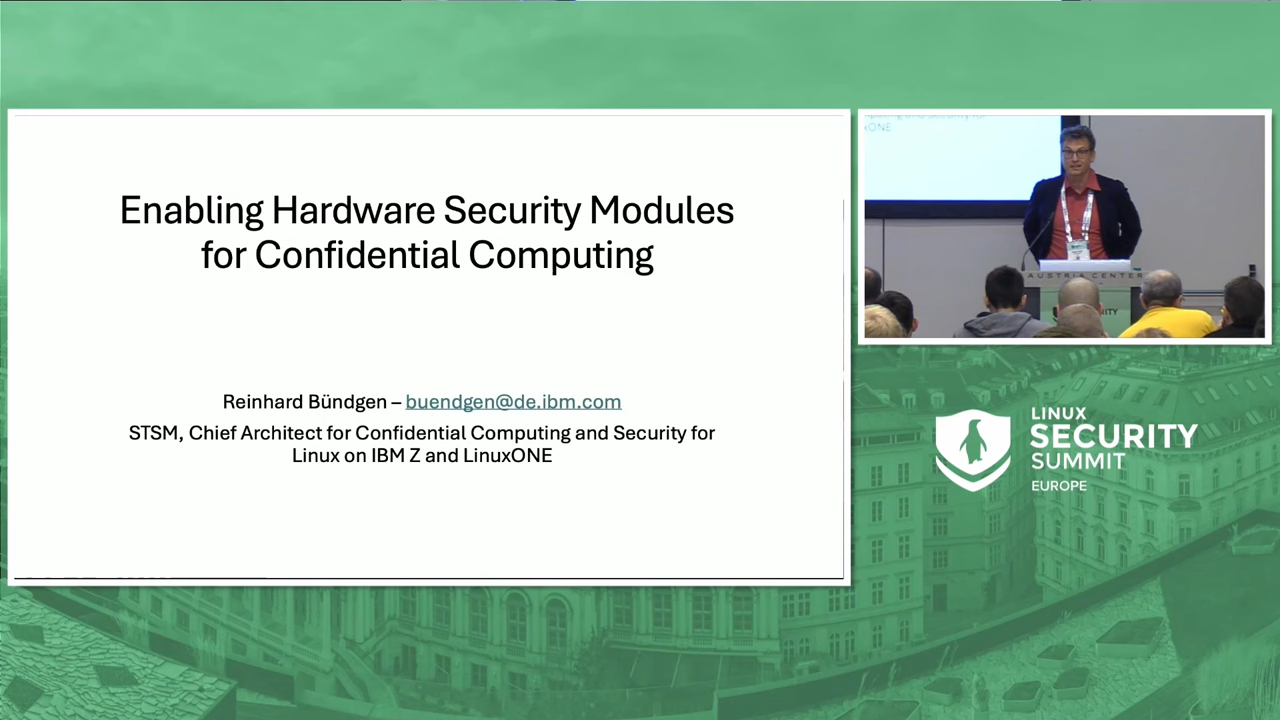 Enabling Hardware Security Modules
for Confidential Computing
Reinhard Bündgen – buendgen@de.ibm.com
STSM, Chief Architect for Confidential Computing and Security for
Linux on IBM Z and LinuxONE
AUSTRIA CENTER
LINUX
SECURITY
SUMMIT
EUROPE